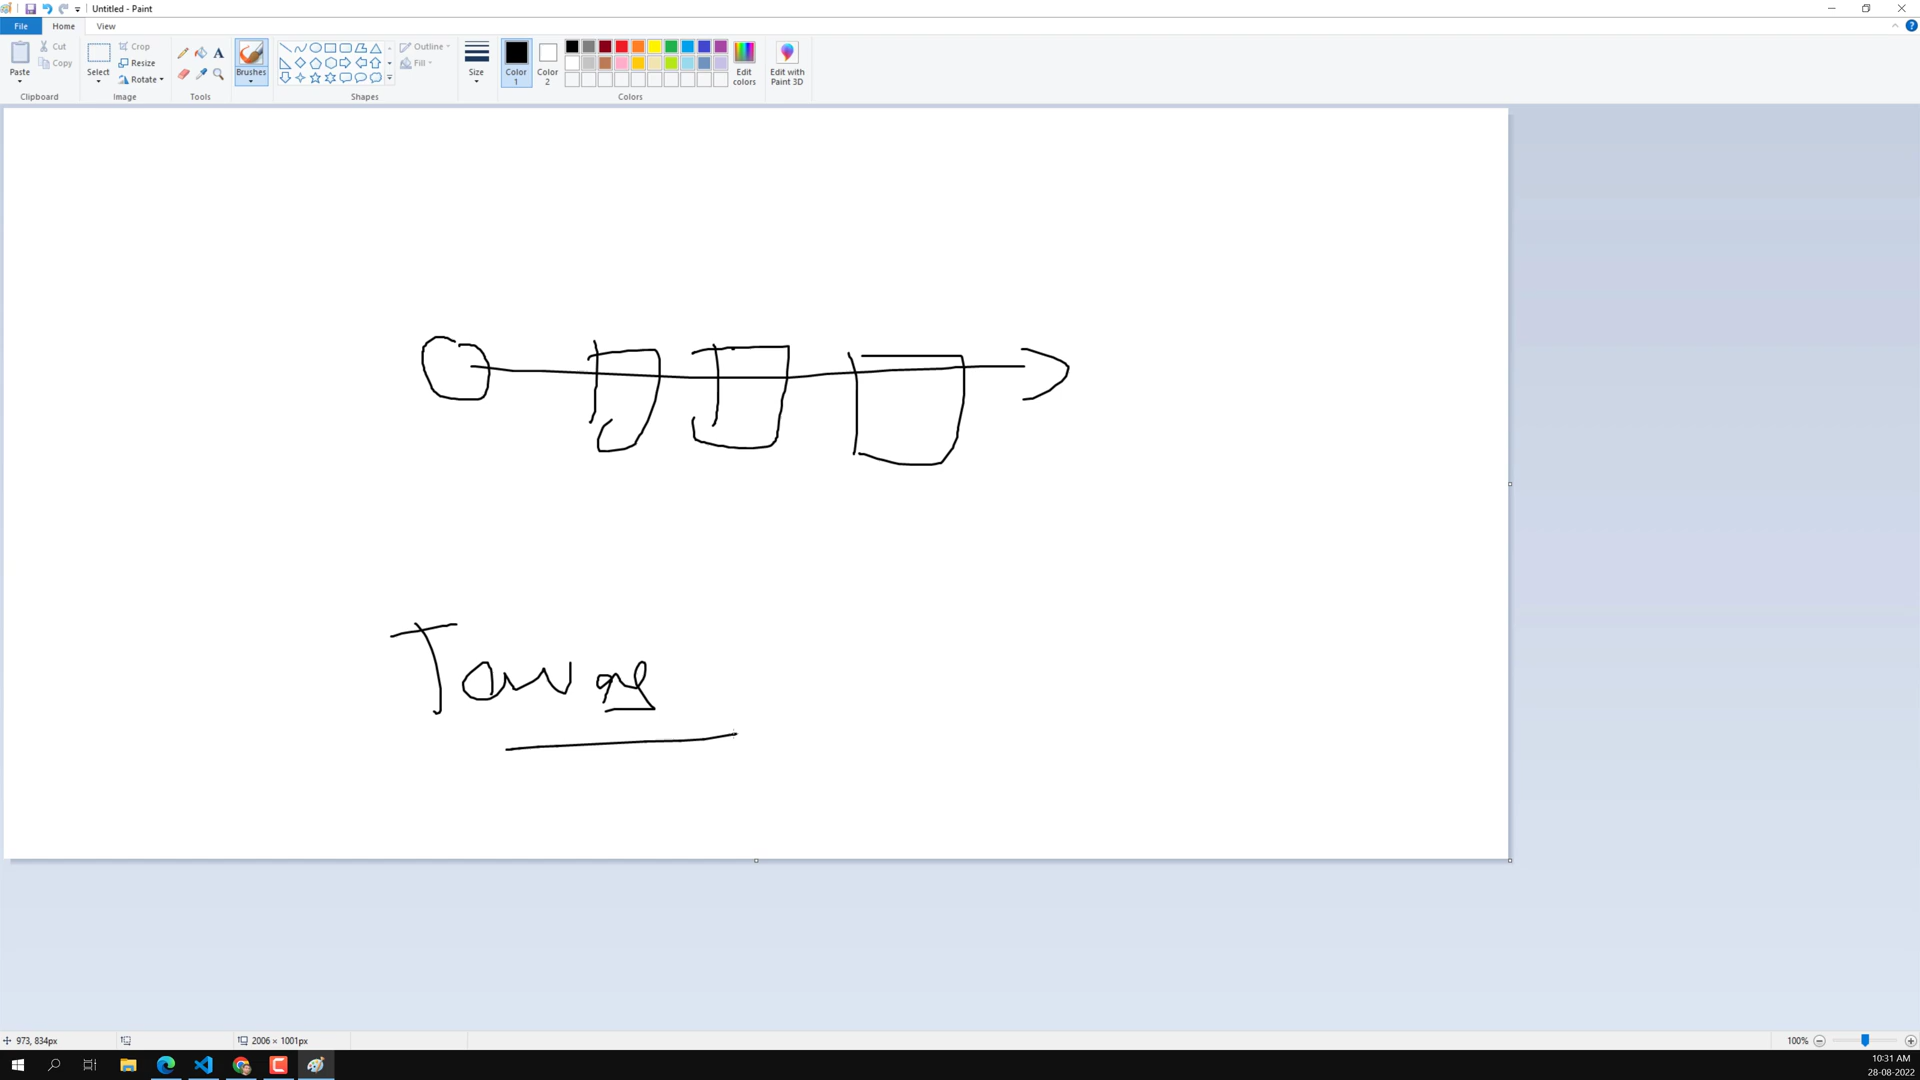 Untitled - Paint
File
Home
View
Paste
Cut
Copy
Clipboard
Select
Crop
Resize
Rotate
Image
Tools
Brushes
Shapes
Outline
Fill
Size
Color 1
Color 2
Edit colors
Colors
Edit with Paint 3D
973, 834px
2006 × 1001px
100%
10:31 AM
28-08-2022